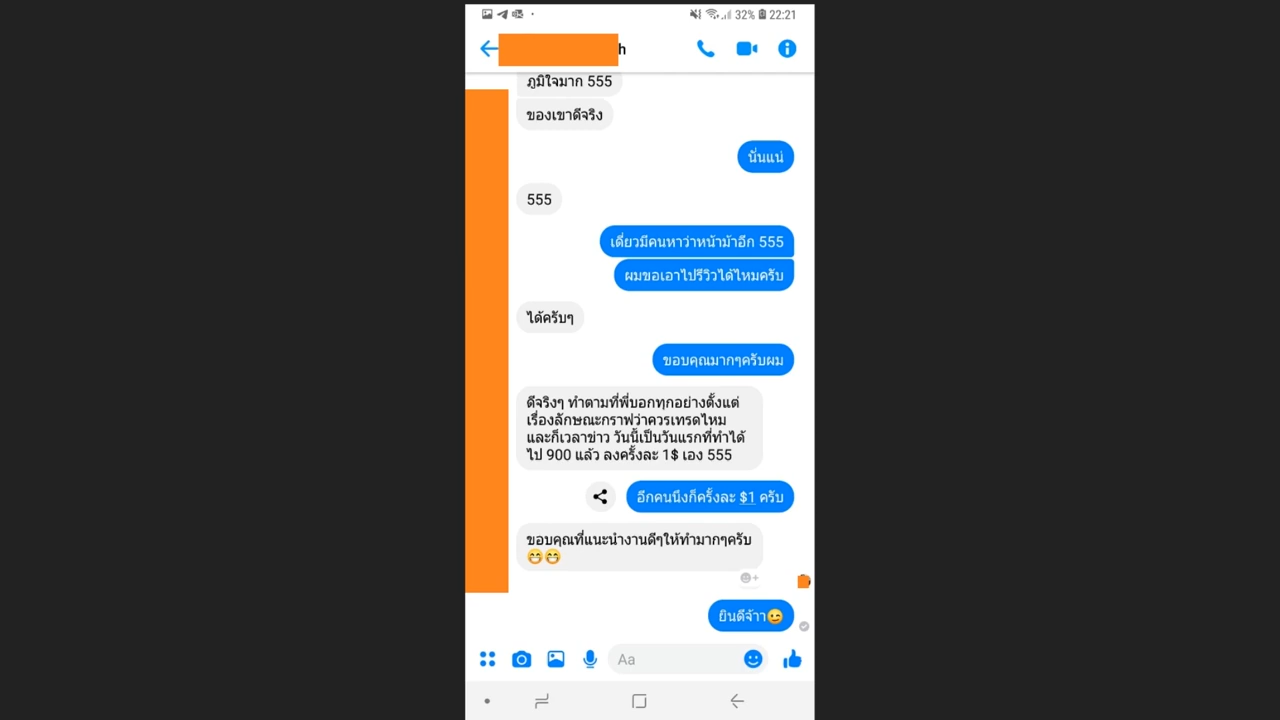 32% 22:21
h
ภูมิใจมาก 555
ของเขาดีจริง
นั่นแน่
555
เดี่ยวมีคนหาว่าหน้าม้าอีก 555
ผมขอเอาไปรีวิวได้ไหมครับ
ได้ครับๆ
ขอบคุณมากๆครับผม
ดีจริงๆ ทำตามที่พี่บอกทุกอย่างตั้งแต่
เรื่องลักษณะกราฟว่าควรเทรดไหม
และก็เวลาข่าว วันนี้เป็นวันแรกที่ทำได้
ไป 900 แล้ว ลงครั้งละ 1$ เอง 555
อีกคนนึงก็ครั้งละ $1 ครับ
ขอบคุณที่แนะนำงานดีๆให้ทำมากๆครับ
😁😁
ยินดีจ้าา😉
Aa